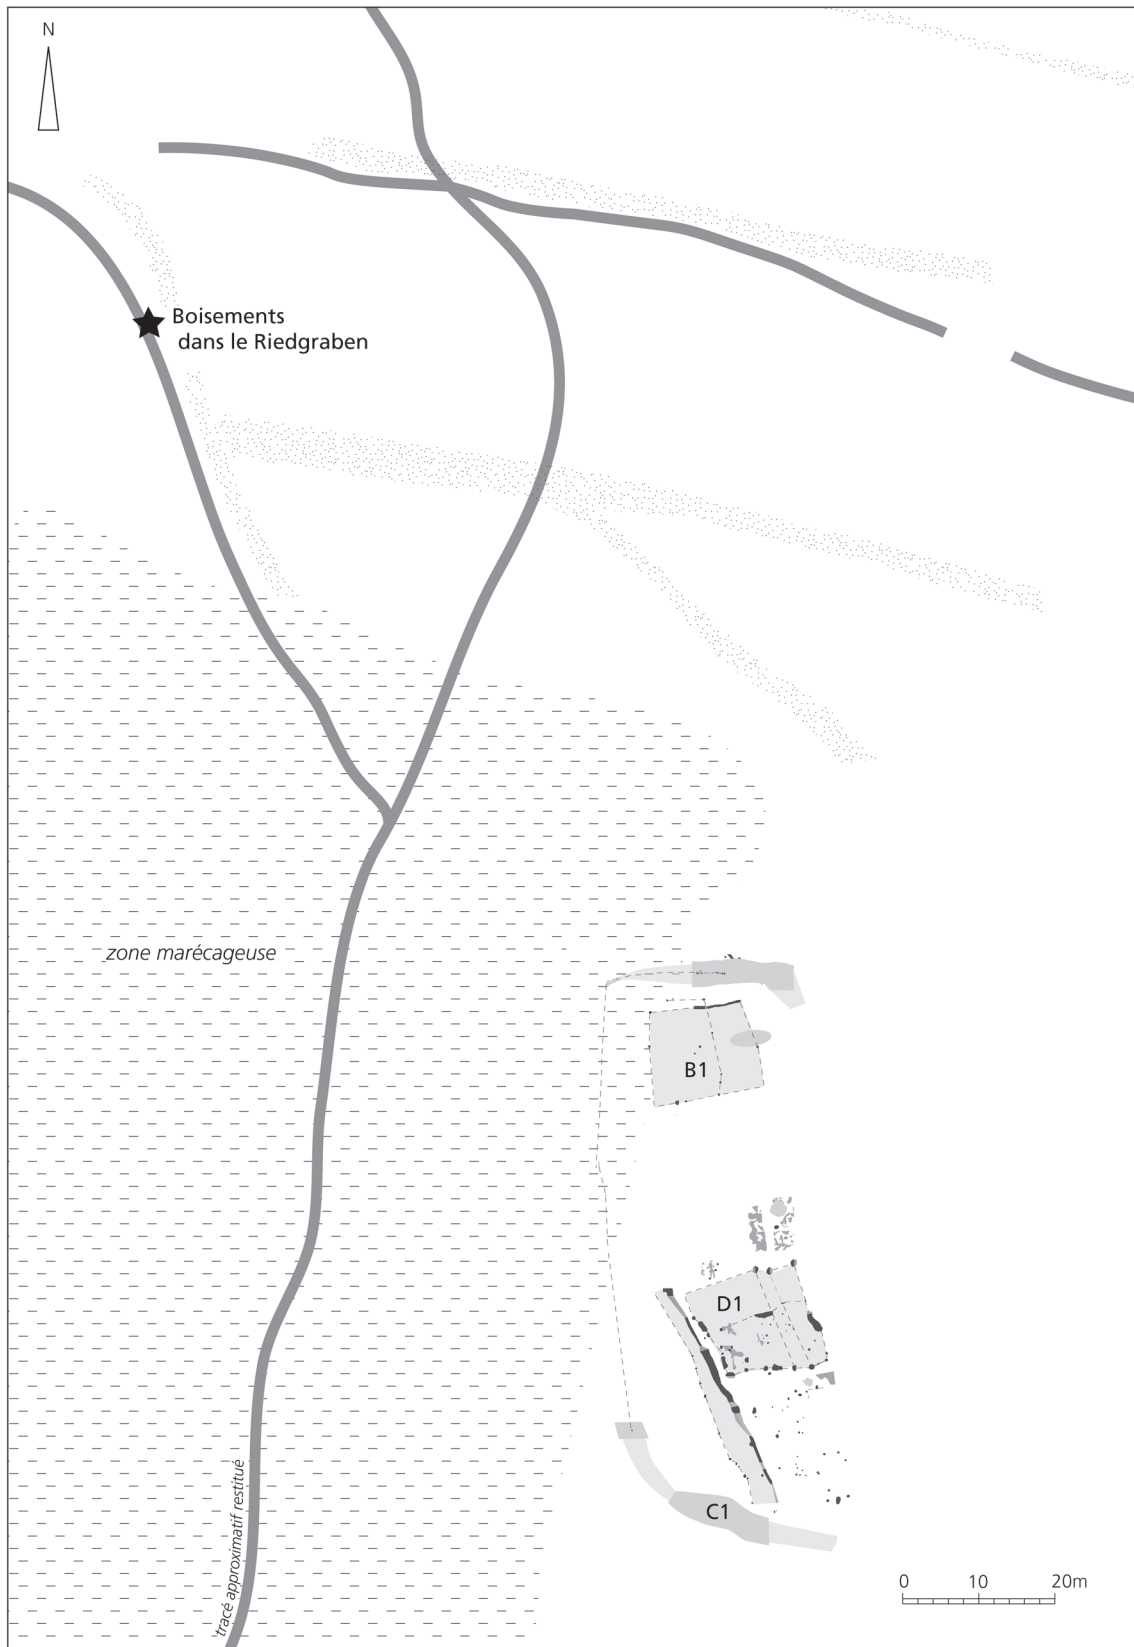 N
Boisements
dans le Riedgraben
zone marécageuse
B1
D1
tracé approximatif restitué
C1
0 10 20m